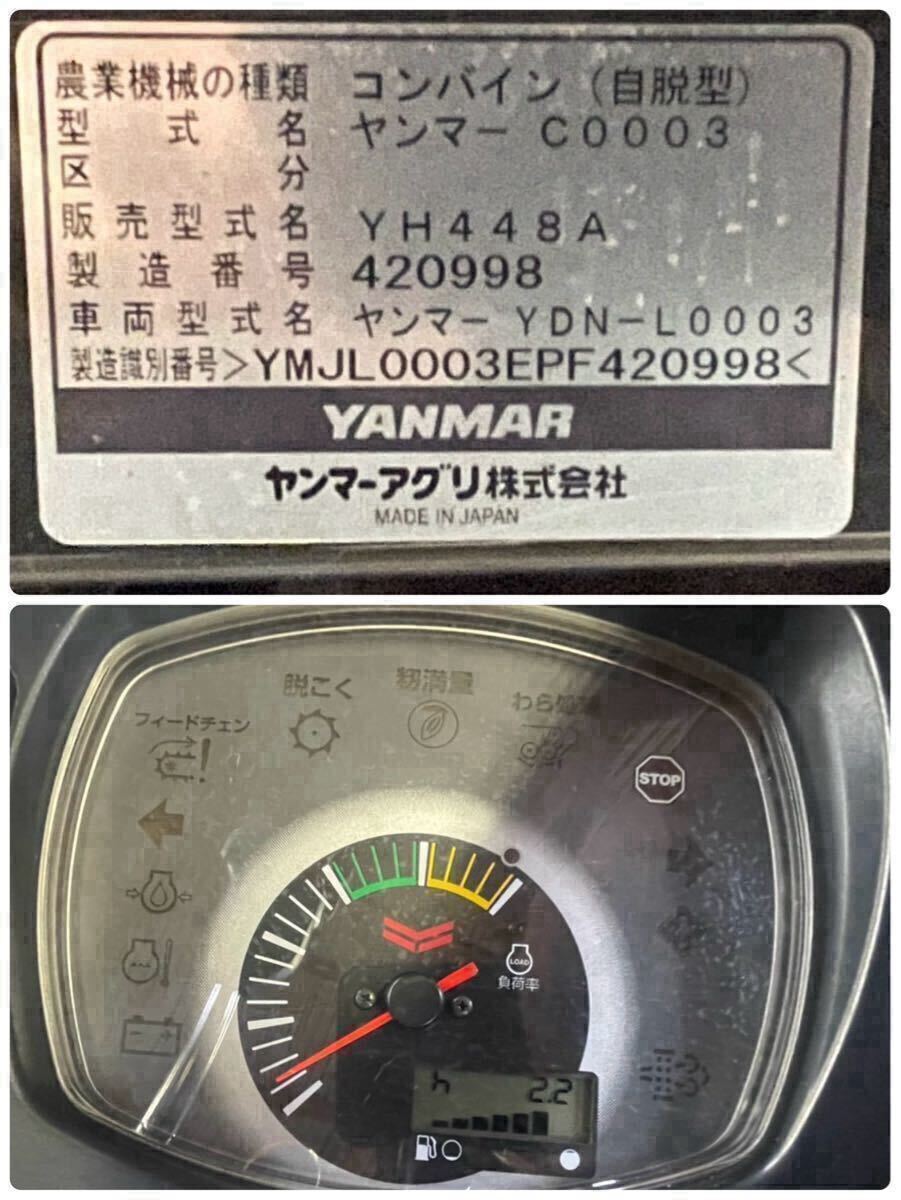 農業機械の種類 コンバイン（自脱型）
型式名 ヤンマー C0003
区分
販売型式名 YH448A
製造番号 420998
車両型式名 ヤンマー YDN-L0003
製造識別番号 >YMJL0003EPF420998<
YANMAR
ヤンマーアグリ株式会社
MADE IN JAPAN
脱こく
籾満量
フィードチェン
STOP
LOAD
負荷率
h 2.2